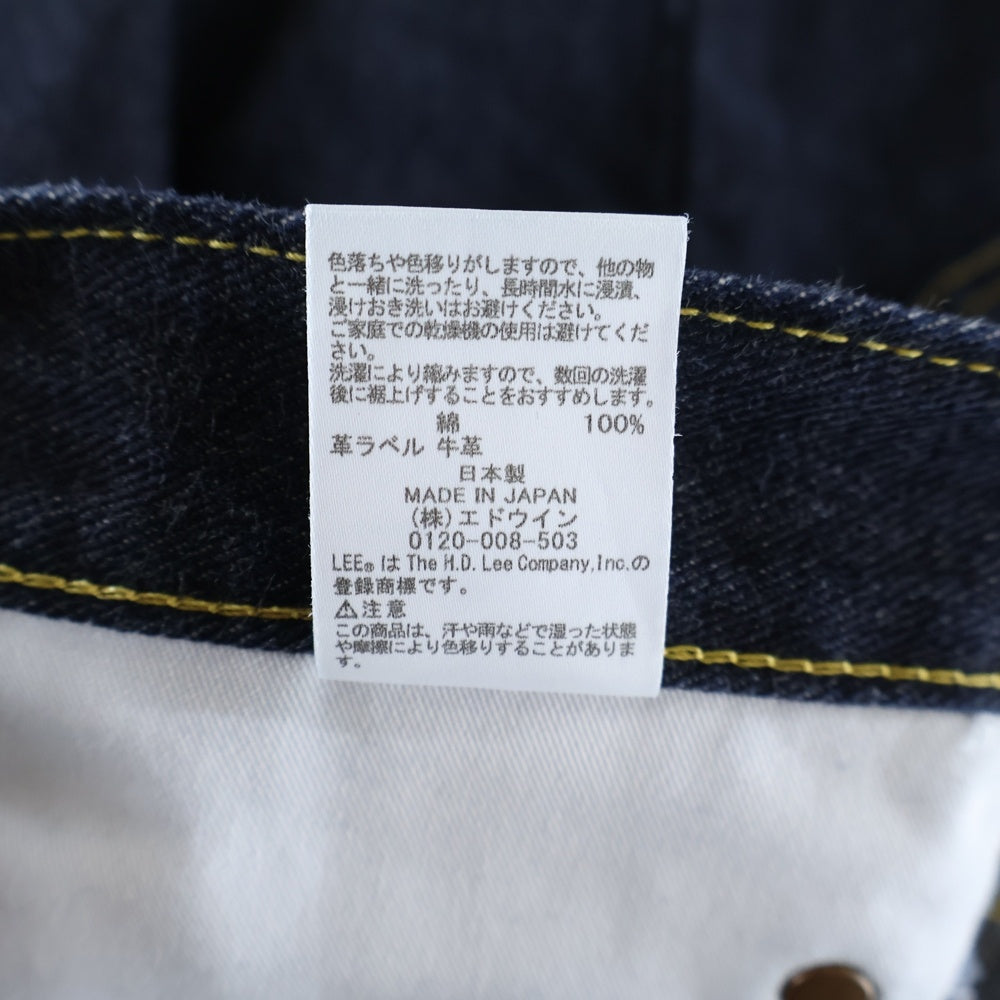 色落ちや色移りがしますので、他の物
と一緒に洗ったり、長時間水に浸漬、
浸けおき洗いはお避けください。
ご家庭での乾燥機の使用は避けてくだ
さい。
洗濯により縮みますので、数回の洗濯
後に裾上げすることをおすすめします。
綿 100%
革ラベル 牛革
日本製
MADE IN JAPAN
(株)エドウイン
0120-008-503
LEE® は The H.D. Lee Company,Inc.の
登録商標です。
⚠注意
この商品は、汗や雨などで湿った状態
や摩擦により色移りすることがありま
す。